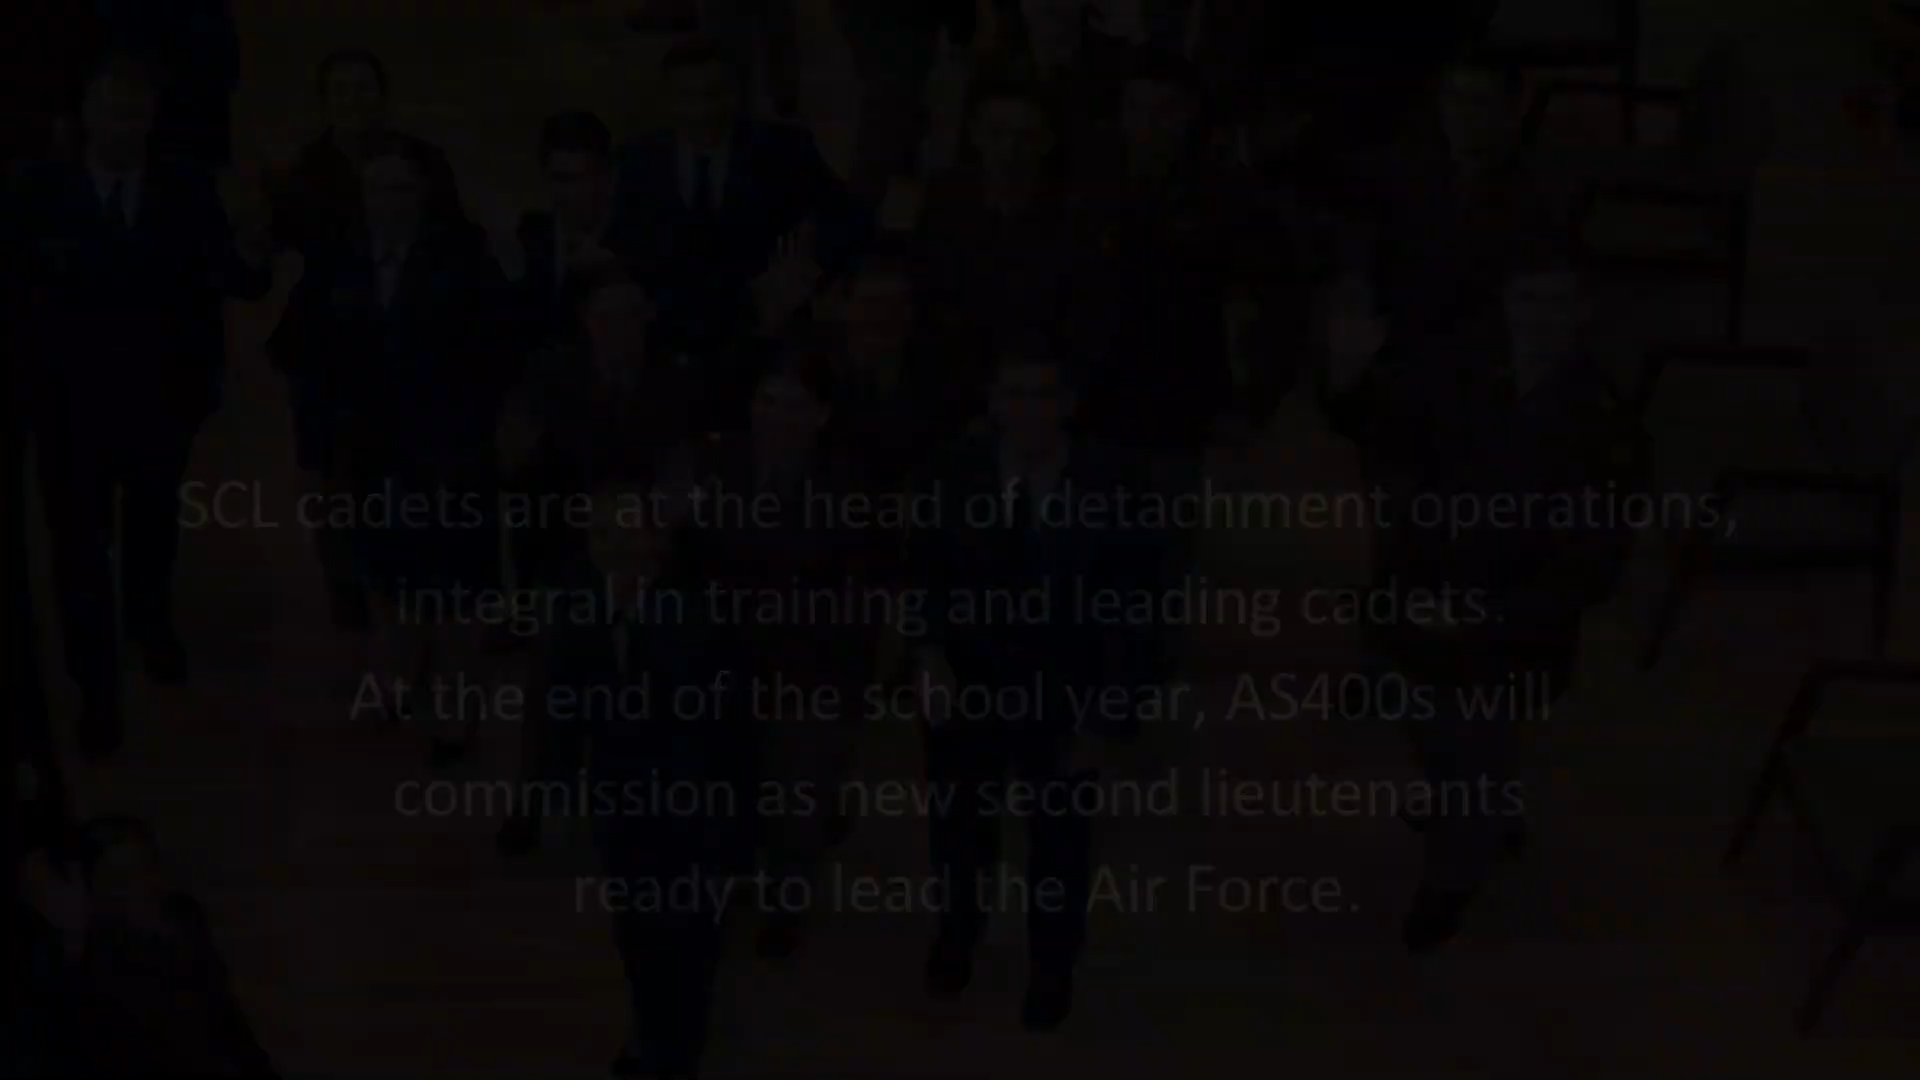 SCL cadets are at the head of detachment operations,
integral in training and leading cadets.
At the end of the school year, AS400s will
commission as new second lieutenants
ready to lead the Air Force.